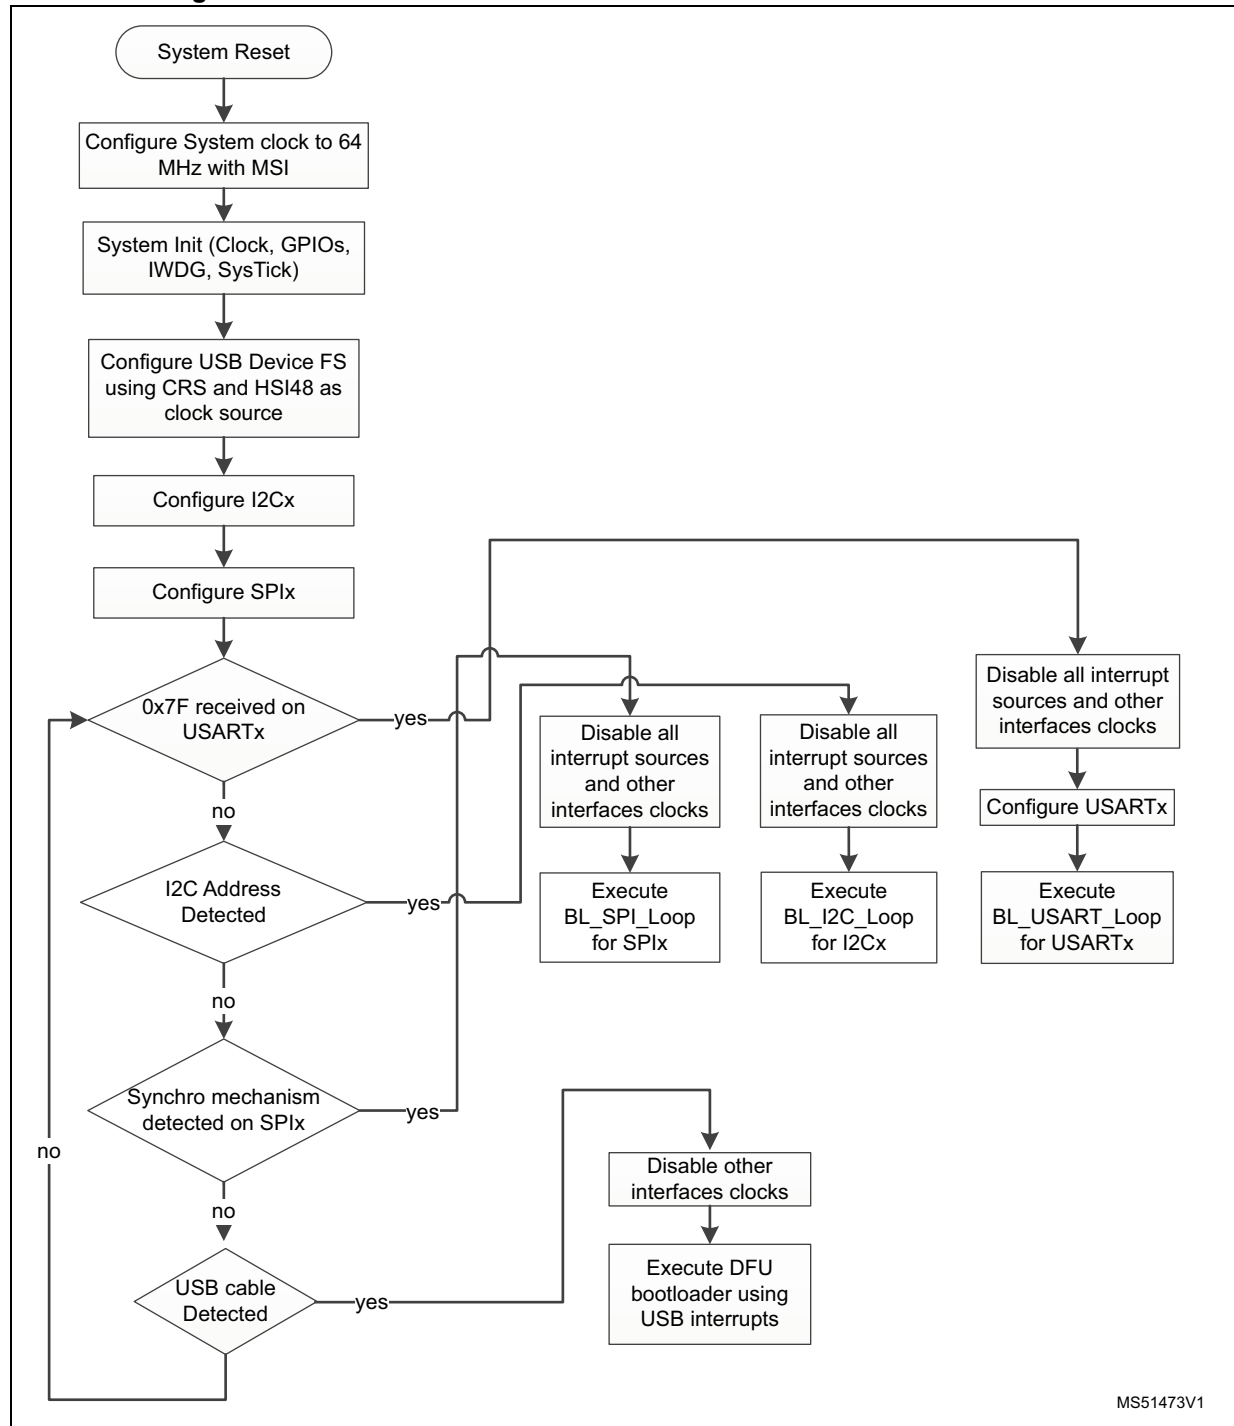 System Reset
Configure System clock to 64
MHz with MSI
System Init (Clock, GPIOs,
IWDG, SysTick)
Configure USB Device FS
using CRS and HSI48 as
clock source
Configure I2Cx
Configure SPIx
0x7F received on
USARTx
yes
no
I2C Address
Detected
yes
no
Synchro mechanism
detected on SPIx
yes
no
no
USB cable
Detected
yes
Disable all
interrupt sources
and other
interfaces clocks
Execute
BL_SPI_Loop
for SPIx
Disable all
interrupt sources
and other
interfaces clocks
Execute
BL_I2C_Loop
for I2Cx
Disable all interrupt
sources and other
interfaces clocks
Configure USARTx
Execute
BL_USART_Loop
for USARTx
Disable other
interfaces clocks
Execute DFU
bootloader using
USB interrupts
MS51473V1